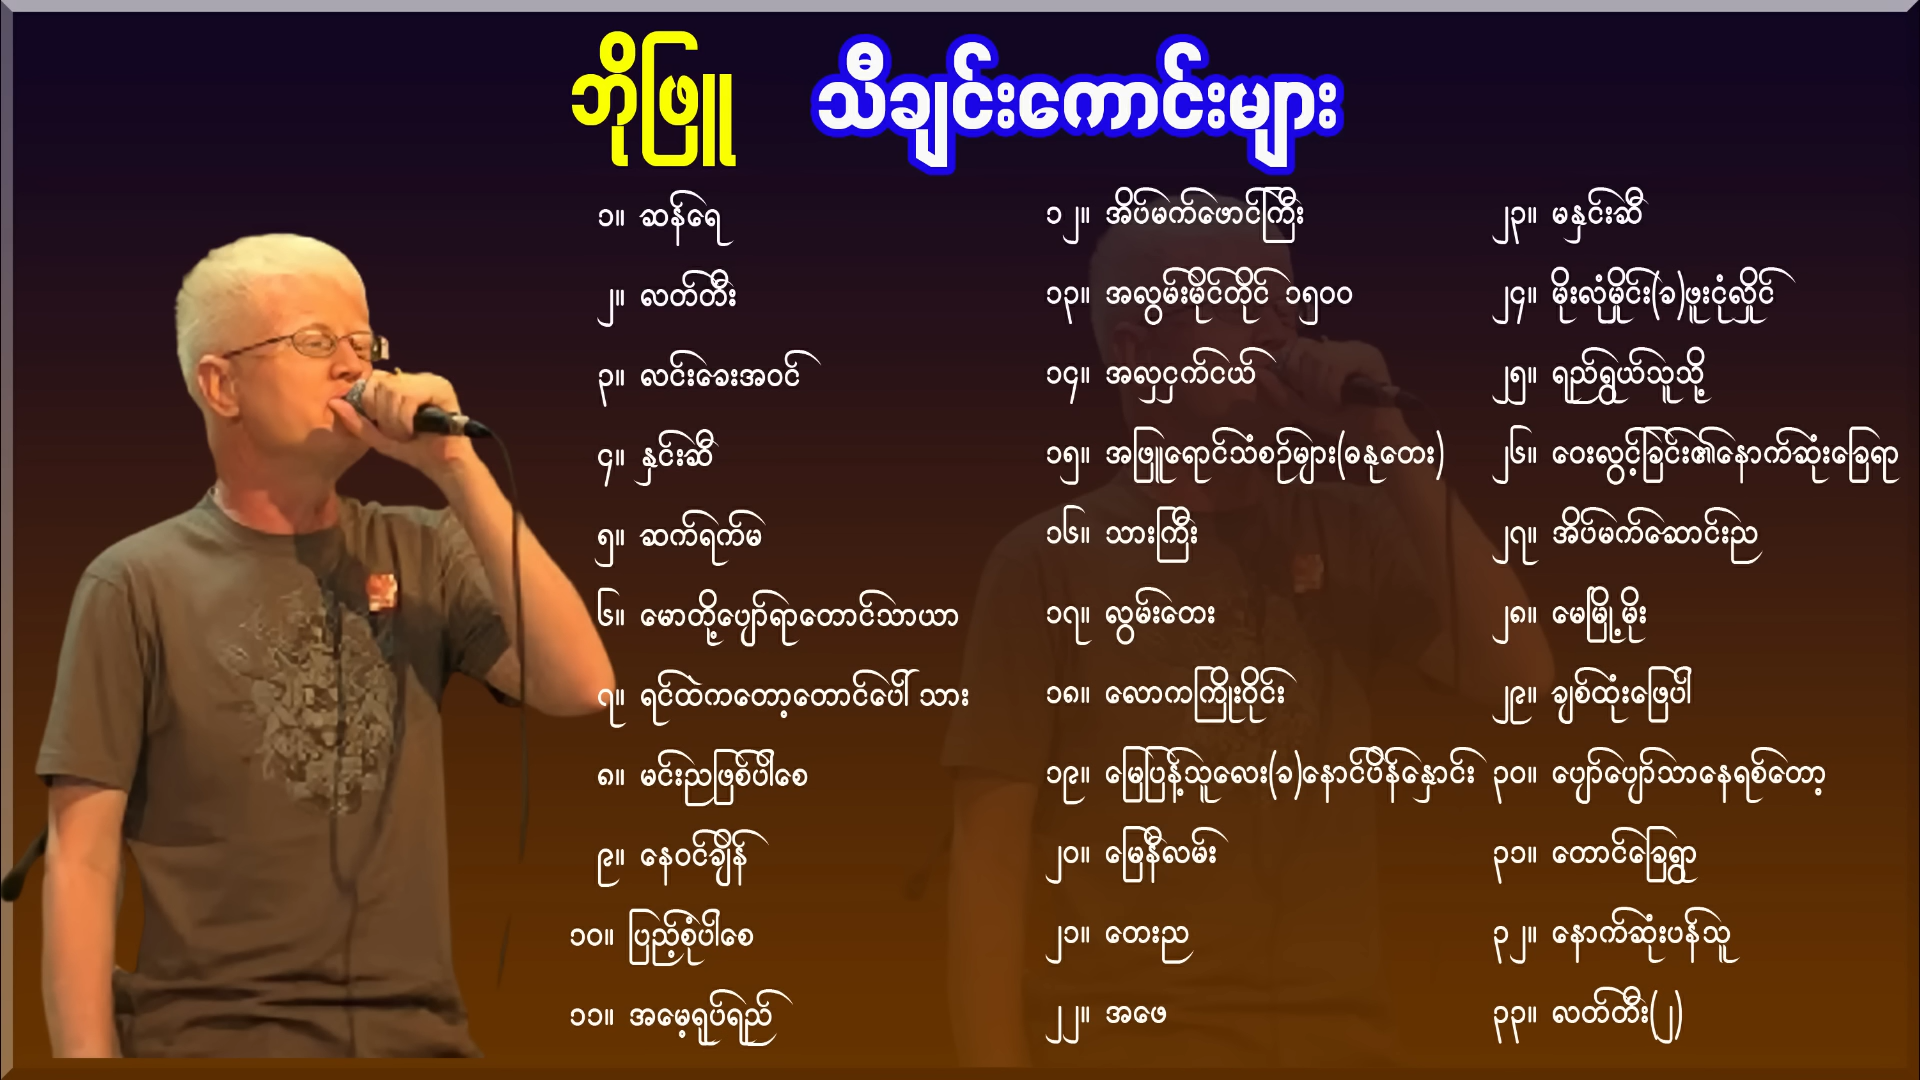 ဘိုဖြူ သီချင်းကောင်းများ
၁။ ဆန်ရေ
၂။ လတ်တီး
၃။ လင်းခေးအဝင်
၄။ နှင်းဆီ
၅။ ဆက်ရက်မ
၆။ မောတို့ပျော်ရာတောင်သာယာ
၇။ ရင်ထဲကတော့တောင်ပေါ် သား
၈။ မင်းညဖြစ်ပါစေ
၉။ နေဝင်ချိန်
၁၀။ ပြည့်စုံပါစေ
၁၁။ အမေ့ရုပ်ရည်
၁၂။ အိပ်မက်ဖောင်ကြီး
၁၃။ အလွမ်းမိုင်တိုင် ၁၅၀၀
၁၄။ အလှငှက်ငယ်
၁၅။ အဖြူရောင်သံစဉ်များ(ဓနုတေး)
၁၆။ သားကြီး
၁၇။ လွမ်းတေး
၁၈။ လောကကြိုးဝိုင်း
၁၉။ မြေပြန့်သူလေး(ခ)နောင်ပိန်နှောင်း
၂၀။ မြေနီလမ်း
၂၁။ တေးည
၂၂။ အဖေ
၂၃။ မနှင်းဆီ
၂၄။ မိုးလုံမှိုင်း(ခ)ဖူးငုံလှိုင်
၂၅။ ရည်ရွယ်သူသို့
၂၆။ ဝေးလွင့်ခြင်း၏နောက်ဆုံးခြေရာ
၂၇။ အိပ်မက်ဆောင်းည
၂၈။ မေမြို့မိုး
၂၉။ ချစ်ထုံးဖြေပါ
၃၀။ ပျော်ပျော်သာနေရစ်တော့
၃၁။ တောင်ခြေရွာ
၃၂။ နောက်ဆုံးပန်သူ
၃၃။ လတ်တီး(၂)